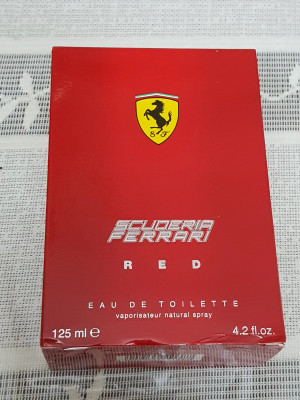 S F
SCUDERIA
FERRARI
RED
EAU DE TOILETTE
vaporisateur natural spray
125 ml ℮ 4.2 fl.oz.